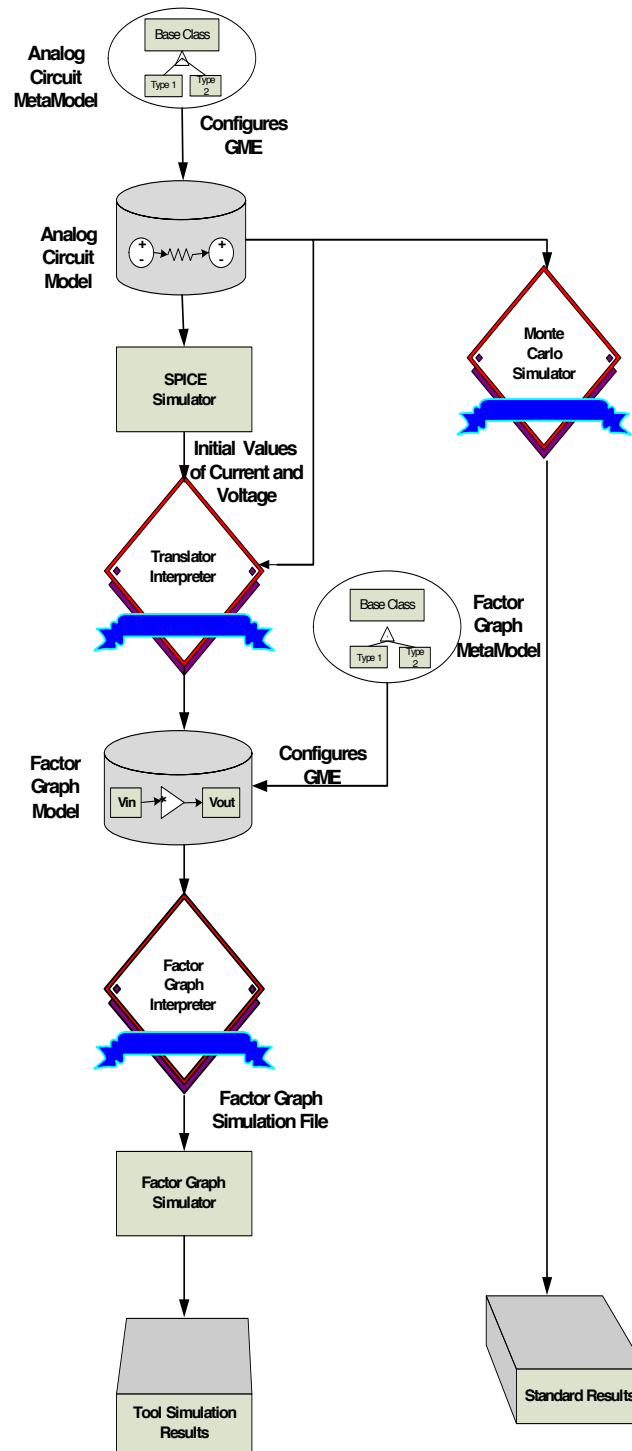 Base Class
Type 1
Type
2
Analog
Circuit
MetaModel
Configures
GME
Analog
Circuit
Model
+
-
+
-
Monte
Carlo
Simulator
SPICE
Simulator
Initial Values
of Current and
Voltage
Translator
Interpreter
Base Class
Type 1
Type
2
Factor
Graph
MetaModel
Configures
GME
Factor
Graph
Model
Vin
Vout
Factor
Graph
Interpreter
Factor Graph
Simulation File
Factor Graph
Simulator
Tool Simulation
Results
Standard Results